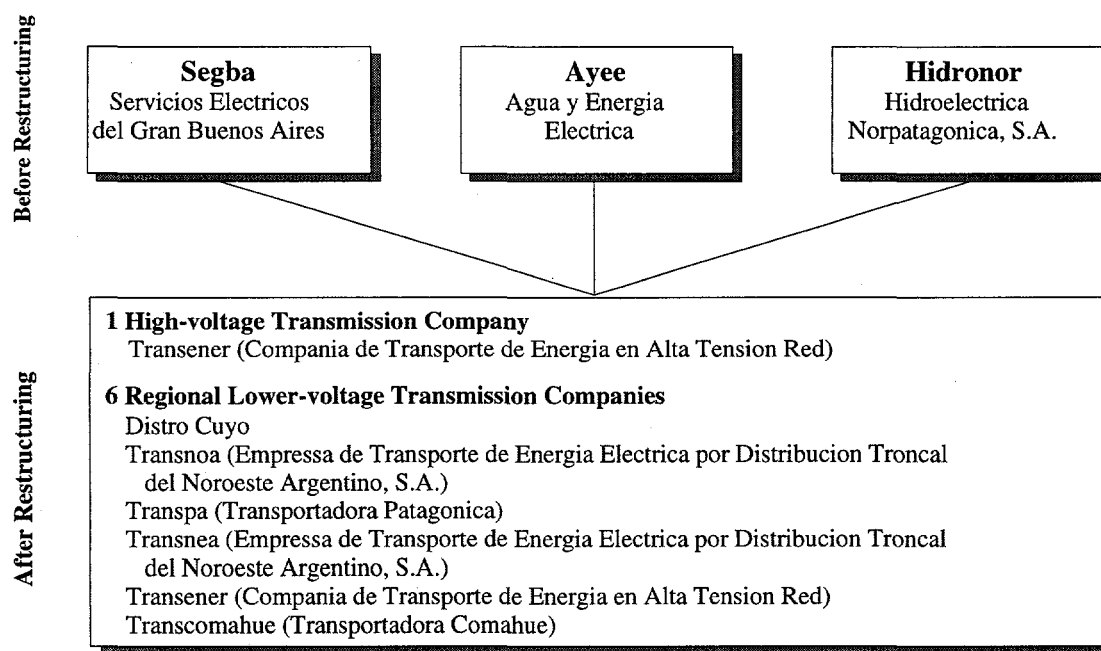 Before Restructuring
Segba
Servicios Electricos
del Gran Buenos Aires
Ayee
Agua y Energia
Electrica
Hidronor
Hidroelectrica
Norpatagonica, S.A.
After Restructuring
1 High-voltage Transmission Company
Transener (Compania de Transporte de Energia en Alta Tension Red)
6 Regional Lower-voltage Transmission Companies
Distro Cuyo
Transnoa (Empressa de Transporte de Energia Electrica por Distribucion Troncal
del Noroeste Argentino, S.A.)
Transpa (Transportadora Patagonica)
Transnea (Empressa de Transporte de Energia Electrica por Distribucion Troncal
del Noroeste Argentino, S.A.)
Transener (Compania de Transporte de Energia en Alta Tension Red)
Transcomahue (Transportadora Comahue)